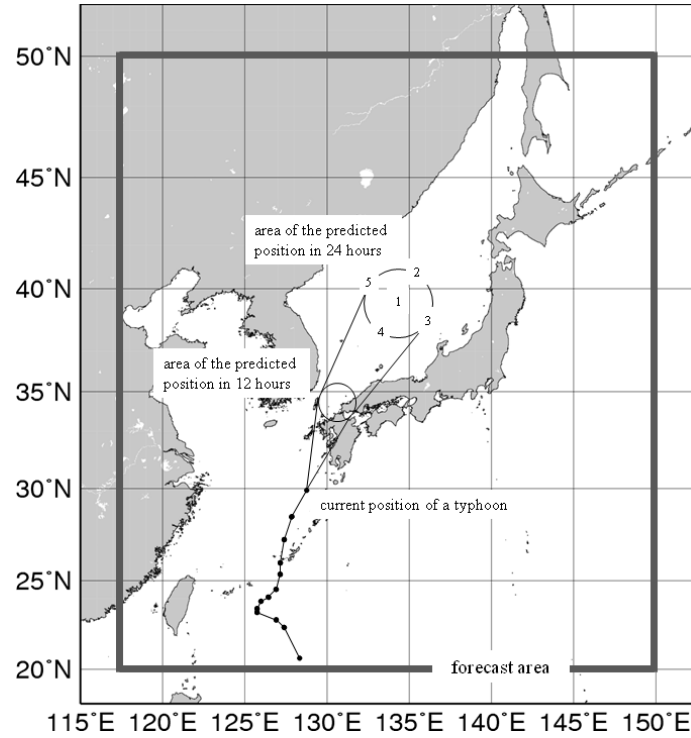 50°N
45°N
area of the predicted
position in 24 hours
5
2
40°N
1
4
3
area of the predicted
position in 12 hours
35°N
30°N
current position of a typhoon
25°N
20°N
forecast area
115°E 120°E 125°E 130°E 135°E 140°E 145°E 150°E